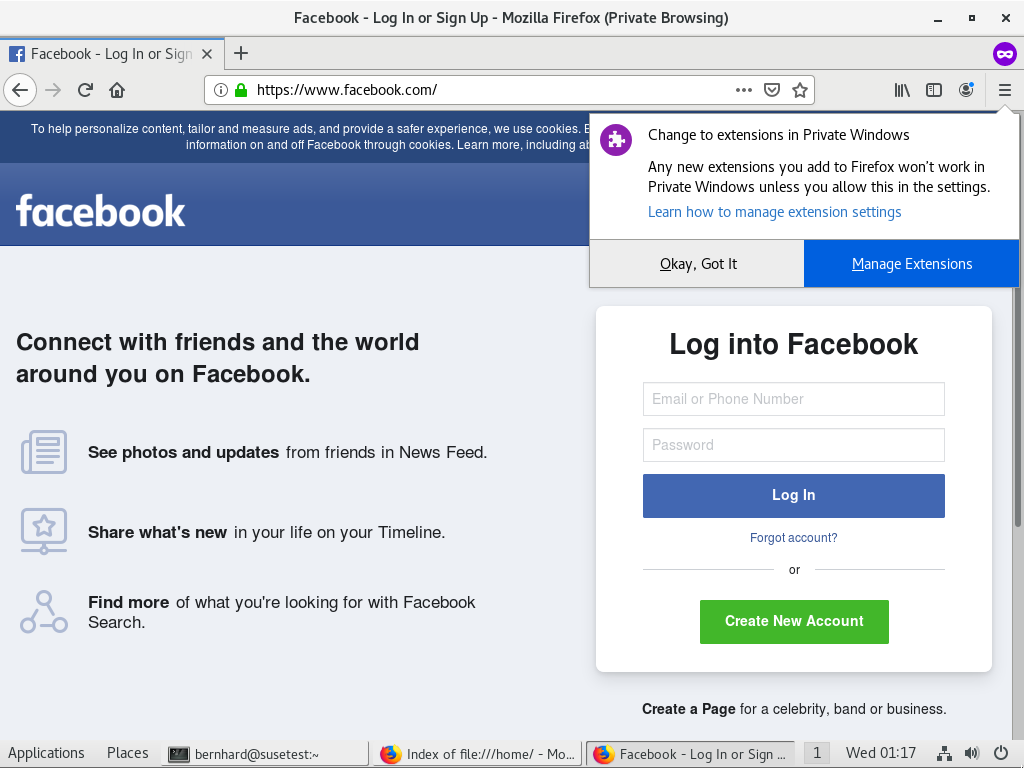 Facebook - Log In or Sign Up - Mozilla Firefox (Private Browsing)
Facebook - Log In or Sign
https://www.facebook.com/
To help personalize content, tailor and measure ads, and provide a safer experience, we use cookies.
information on and off Facebook through cookies. Learn more, including
Change to extensions in Private Windows
Any new extensions you add to Firefox won't work in
Private Windows unless you allow this in the settings.
Learn how to manage extension settings
Okay, Got It
Manage Extensions
facebook
Connect with friends and the world
around you on Facebook.
See photos and updates from friends in News Feed.
Share what's new in your life on your Timeline.
Find more of what you're looking for with Facebook
Search.
Log into Facebook
Email or Phone Number
Password
Log In
Forgot account?
or
Create New Account
Create a Page for a celebrity, band or business.
Applications Places bernhard@susetest:~ Index of file:///home/ - Mo... Facebook - Log In or Sign ... 1 Wed 01:17